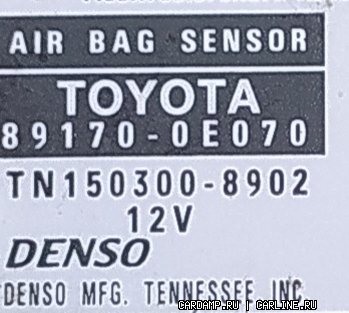 AIR BAG SENSOR
TOYOTA
89170-0E070
TN150300-8902
12V
DENSO
DENSO MFG. TENNESSEE, INC.
CARDAMP.RU | CARLINE.RU